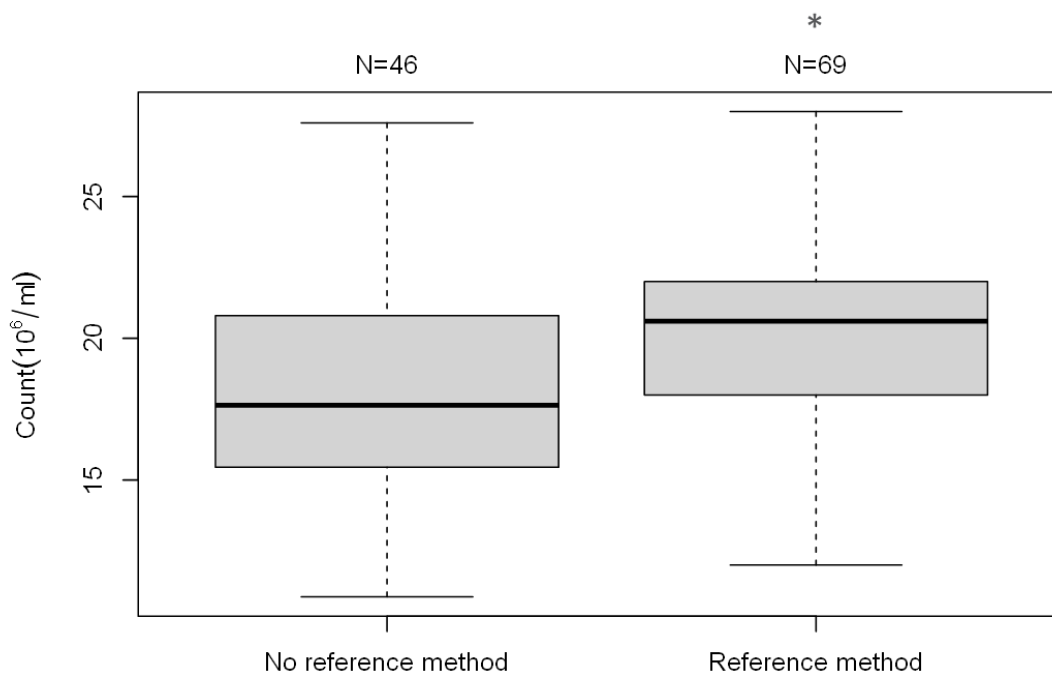 *
N=46 N=69
Count(10⁶/ml)
25
20
15
No reference method Reference method